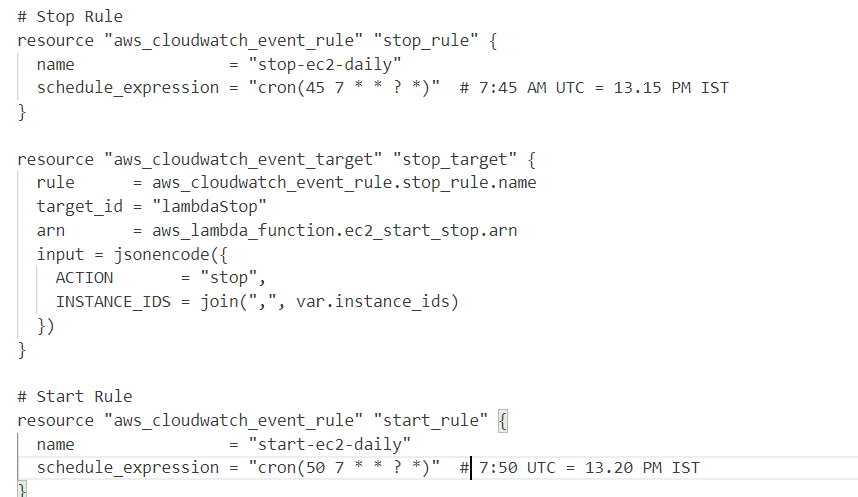 # Stop Rule
resource "aws_cloudwatch_event_rule" "stop_rule" {
  name                = "stop-ec2-daily"
  schedule_expression = "cron(45 7 * * ? *)"  # 7:45 AM UTC = 13.15 PM IST
}

resource "aws_cloudwatch_event_target" "stop_target" {
  rule      = aws_cloudwatch_event_rule.stop_rule.name
  target_id = "lambdaStop"
  arn       = aws_lambda_function.ec2_start_stop.arn
  input = jsonencode({
    ACTION       = "stop",
    INSTANCE_IDS = join(",", var.instance_ids)
  })
}

# Start Rule
resource "aws_cloudwatch_event_rule" "start_rule" {
  name                = "start-ec2-daily"
  schedule_expression = "cron(50 7 * * ? *)"  # 7:50 UTC = 13.20 PM IST
}